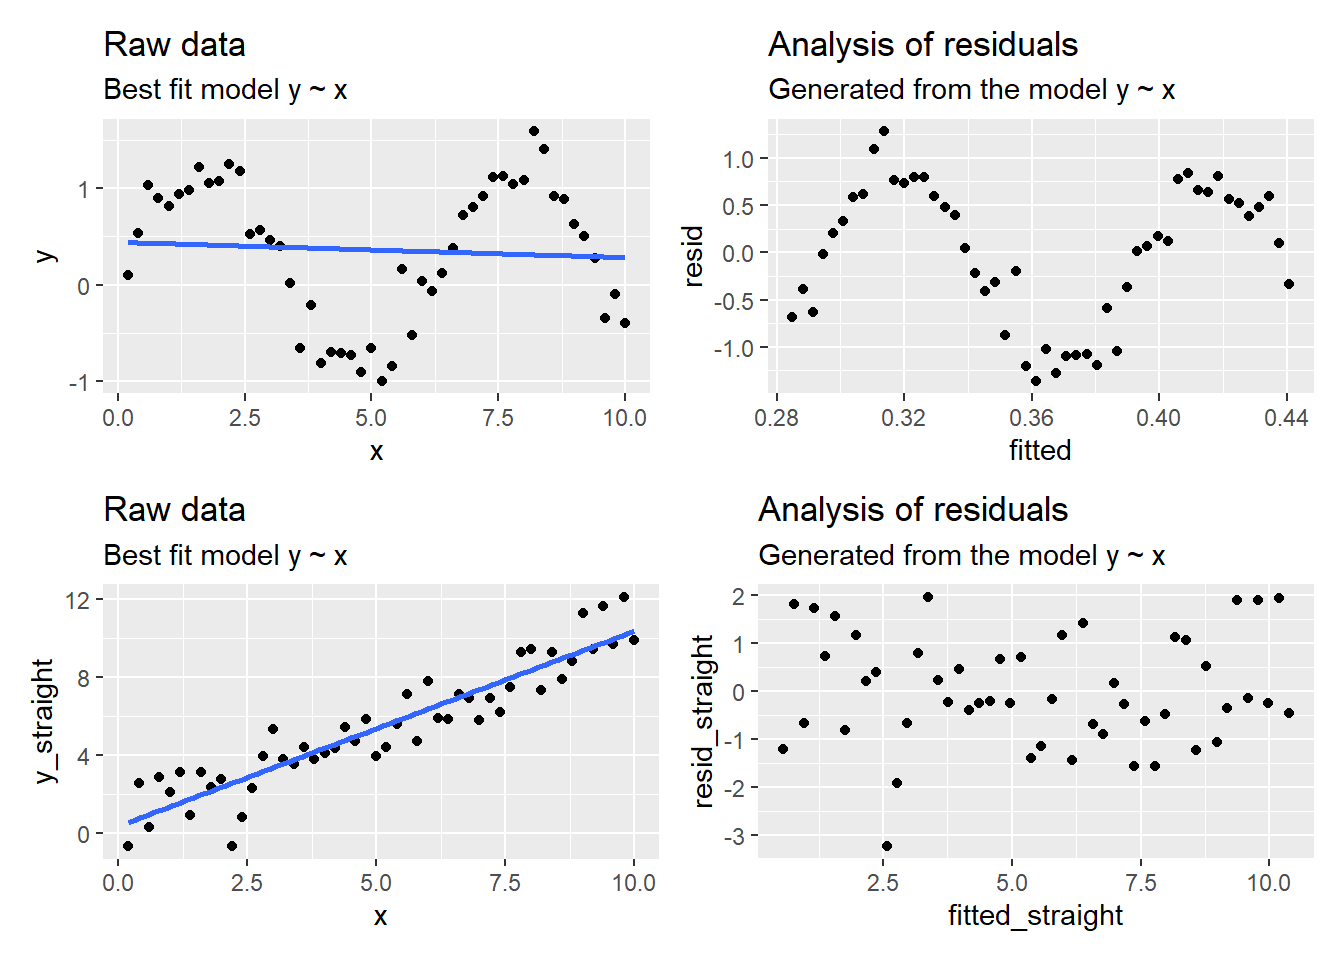 Raw data
Best fit model y ~ x
1
0
-1
y
0.0 2.5 5.0 7.5 10.0
x
Analysis of residuals
Generated from the model y ~ x
1.0
0.5
0.0
-0.5
-1.0
resid
0.28 0.32 0.36 0.40 0.44
fitted
Raw data
Best fit model y ~ x
12
8
4
0
y_straight
0.0 2.5 5.0 7.5 10.0
x
Analysis of residuals
Generated from the model y ~ x
2
1
0
-1
-2
-3
resid_straight
2.5 5.0 7.5 10.0
fitted_straight